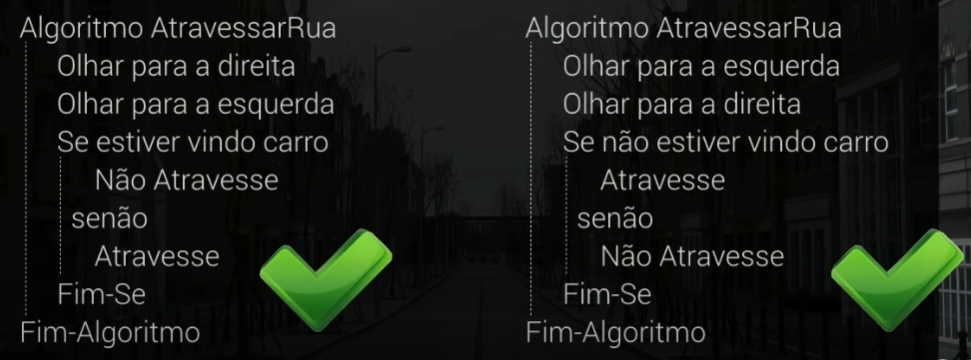 Algoritmo AtravessarRua
Olhar para a direita
Olhar para a esquerda
Se estiver vindo carro
Não Atravesse
senão
Atravesse
Fim-Se
Fim-Algoritmo
Algoritmo AtravessarRua
Olhar para a esquerda
Olhar para a direita
Se não estiver vindo carro
Atravesse
senão
Não Atravesse
Fim-Se
Fim-Algoritmo